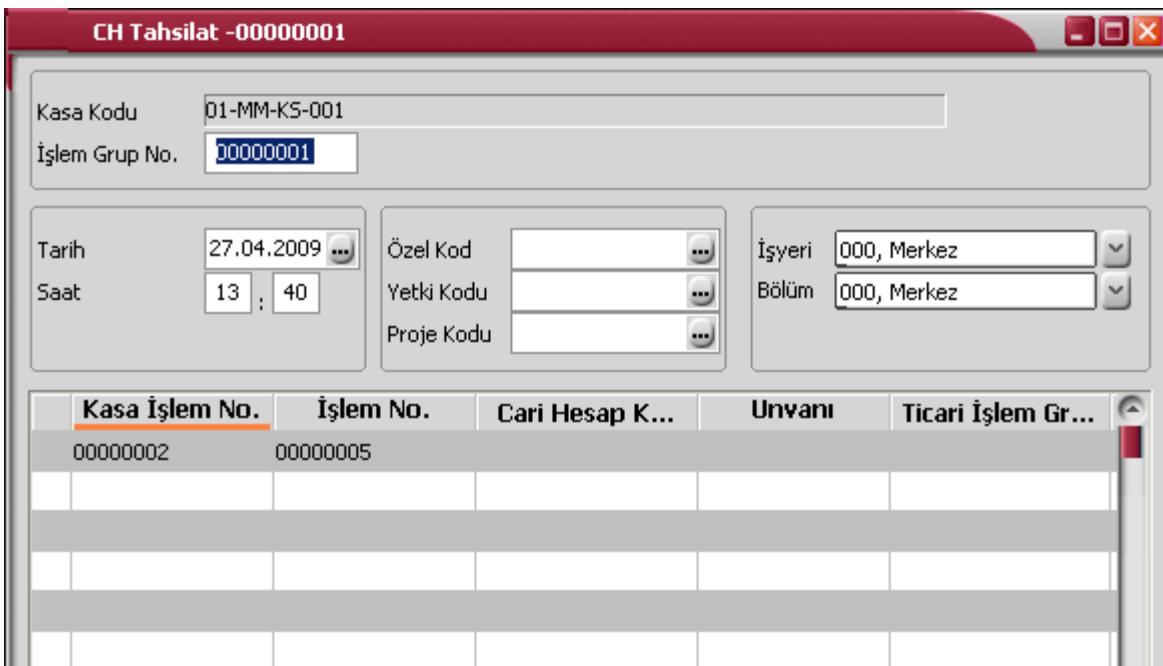 CH Tahsilat -00000001
Kasa Kodu 01-MM-KS-001
İşlem Grup No. 00000001
Tarih 27.04.2009 ... Özel Kod ... İşyeri 000, Merkez
Saat 13 : 40 Yetki Kodu ... Bölüm 000, Merkez
Proje Kodu ...
Kasa İşlem No. İşlem No. Cari Hesap K... Unvanı Ticari İşlem Gr...
00000002 00000005